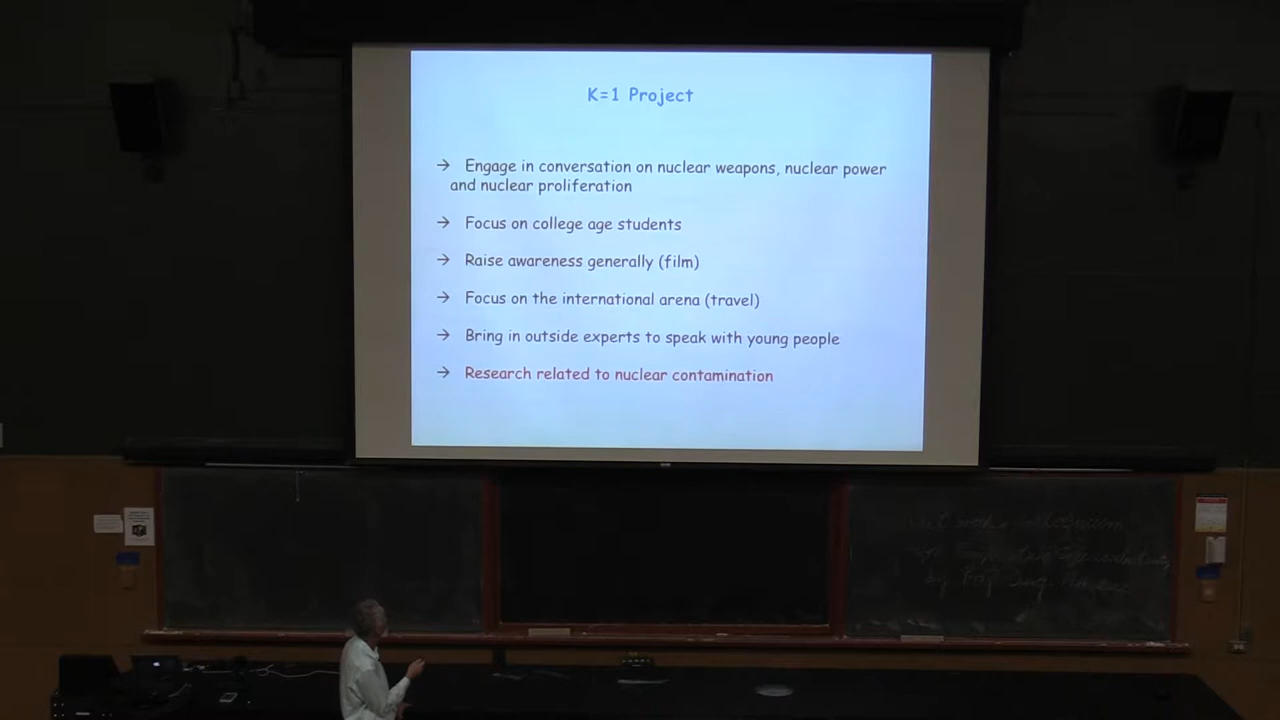 K=1 Project
→ Engage in conversation on nuclear weapons, nuclear power
and nuclear proliferation
→ Focus on college age students
→ Raise awareness generally (film)
→ Focus on the international arena (travel)
→ Bring in outside experts to speak with young people
→ Research related to nuclear contamination